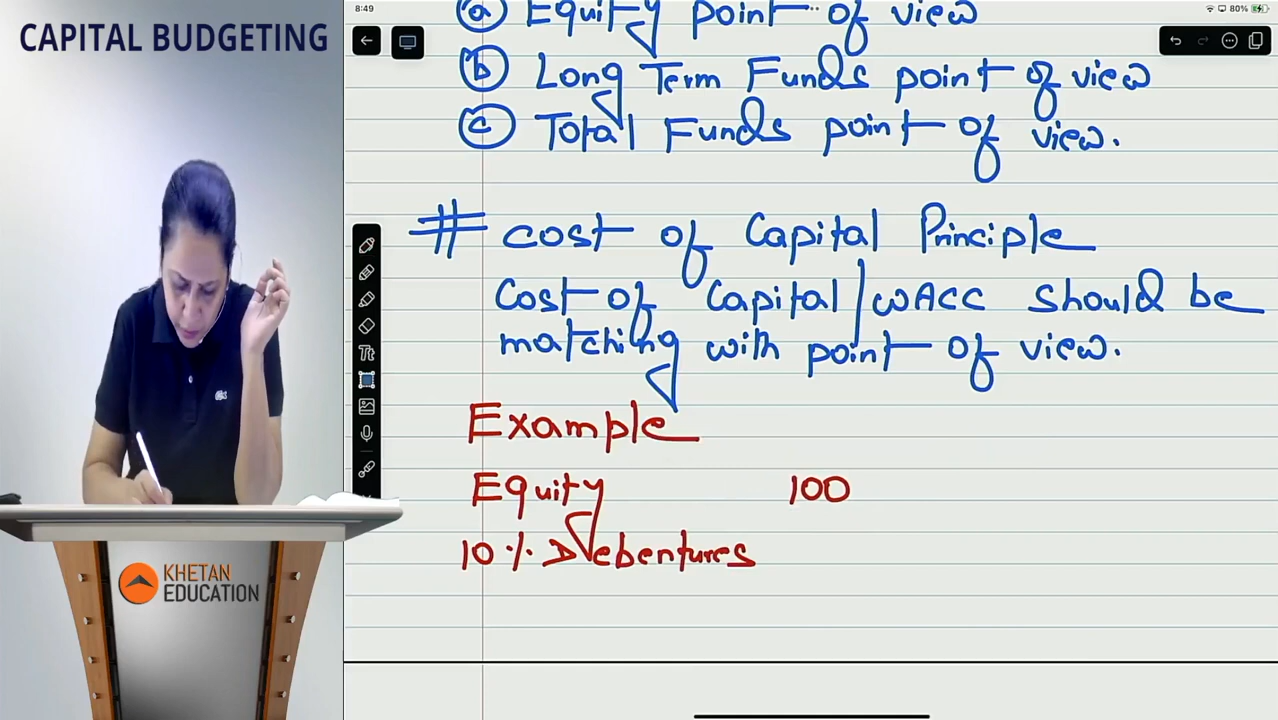 8:49
80%
CAPITAL BUDGETING
(a) Equity point of view
(b) Long Term Funds point of view
(c) Total Funds point of view.
# Cost of Capital Principle
Cost of Capital/WACC should be
matching with point of view.
Example
Equity 100
10% Debentures
Tt
KHETAN
EDUCATION